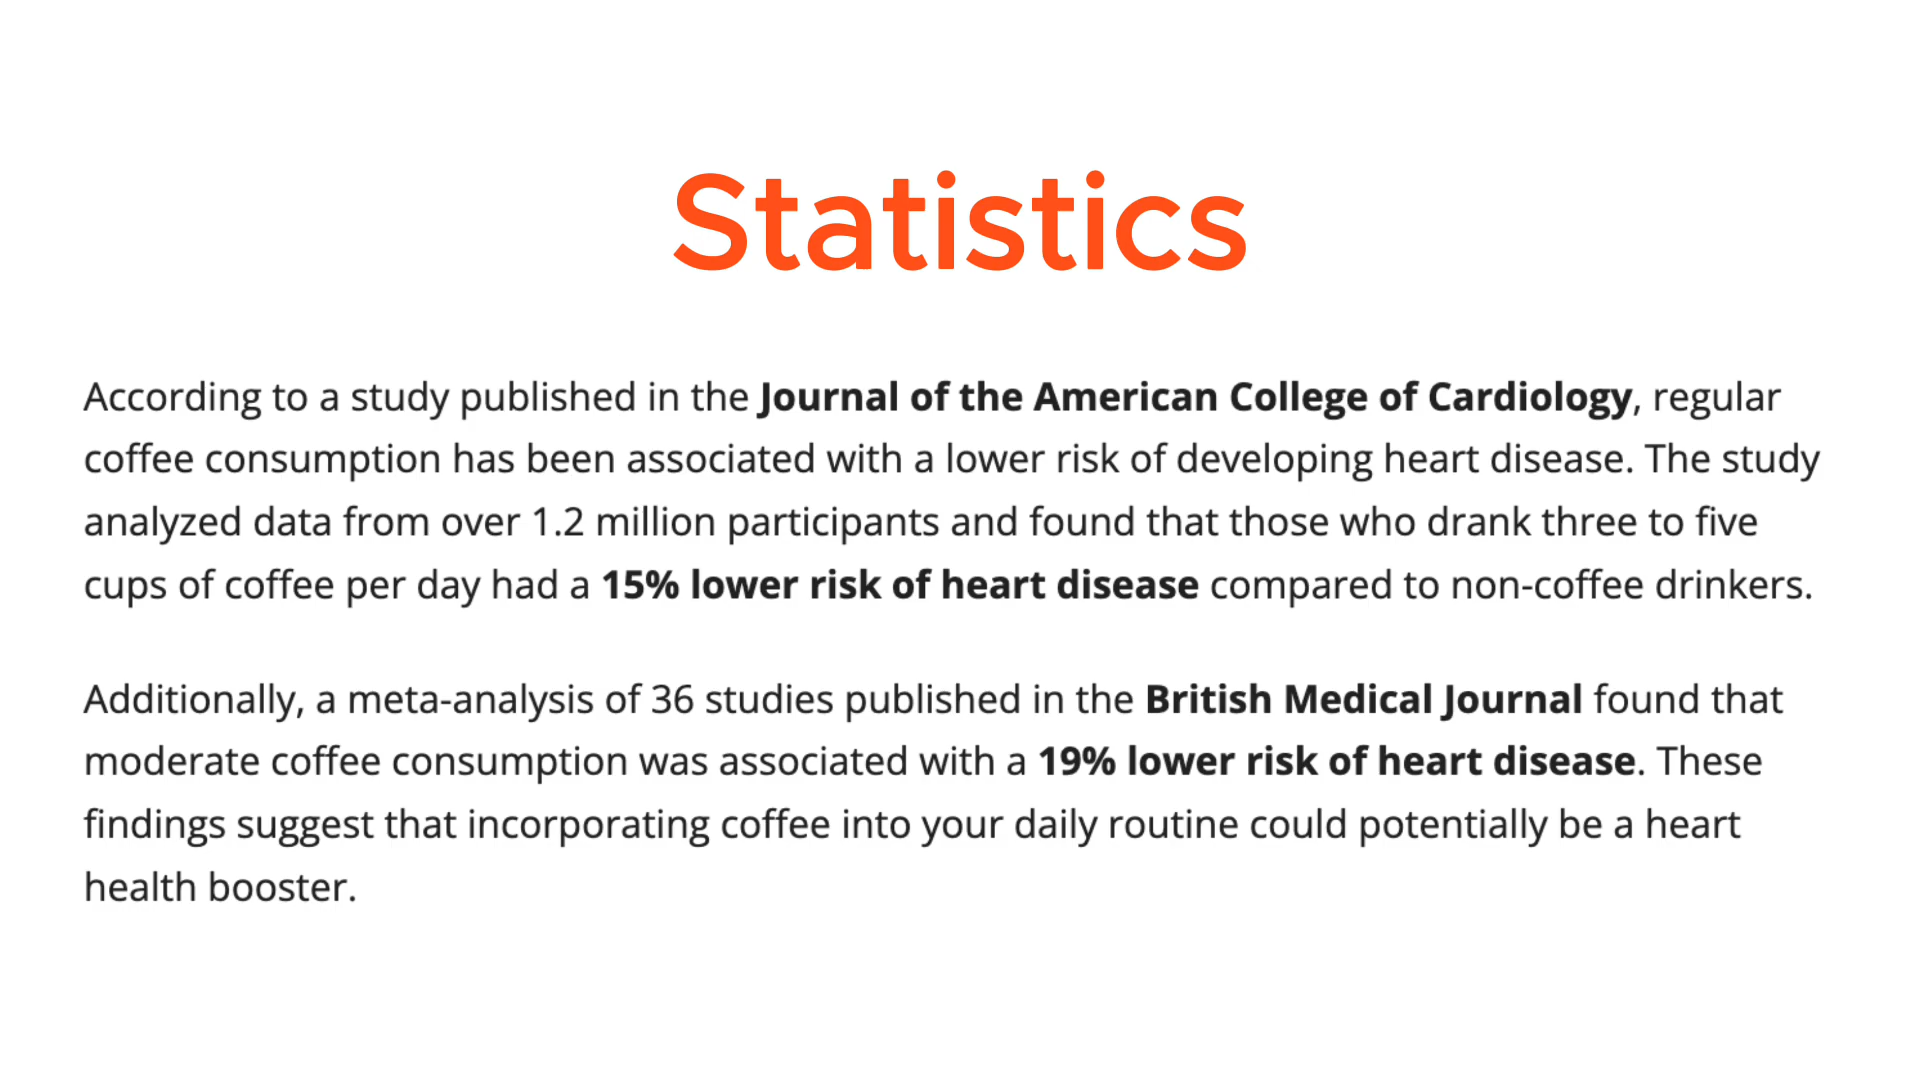 Statistics
According to a study published in the Journal of the American College of Cardiology, regular
coffee consumption has been associated with a lower risk of developing heart disease. The study
analyzed data from over 1.2 million participants and found that those who drank three to five
cups of coffee per day had a 15% lower risk of heart disease compared to non-coffee drinkers.
Additionally, a meta-analysis of 36 studies published in the British Medical Journal found that
moderate coffee consumption was associated with a 19% lower risk of heart disease. These
findings suggest that incorporating coffee into your daily routine could potentially be a heart
health booster.